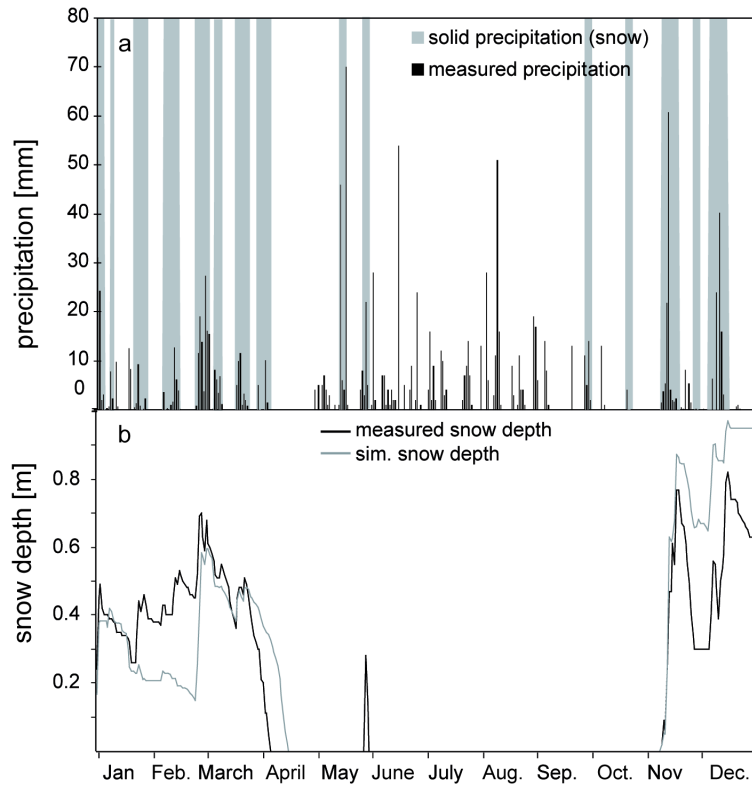 80
70
60
50
40
30
20
10
0
precipitation [mm]
a
solid precipitation (snow)
measured precipitation
b
measured snow depth
sim. snow depth
snow depth [m]
0.8
0.6
0.4
0.2
Jan Feb. March April May June July Aug. Sep. Oct. Nov Dec.